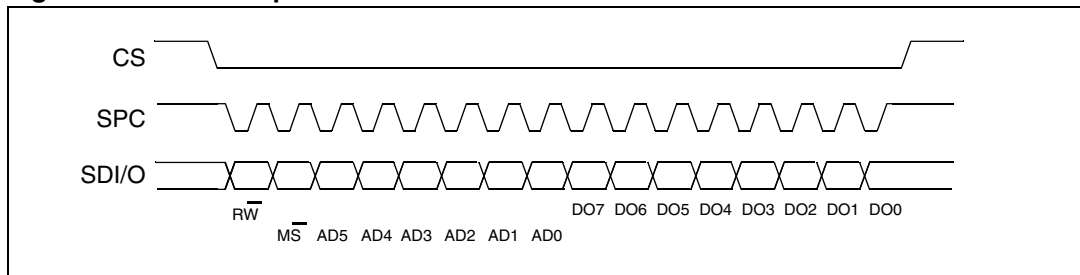 CS
SPC
SDI/O
RW̅ DO7 DO6 DO5 DO4 DO3 DO2 DO1 DO0
MS̅ AD5 AD4 AD3 AD2 AD1 AD0